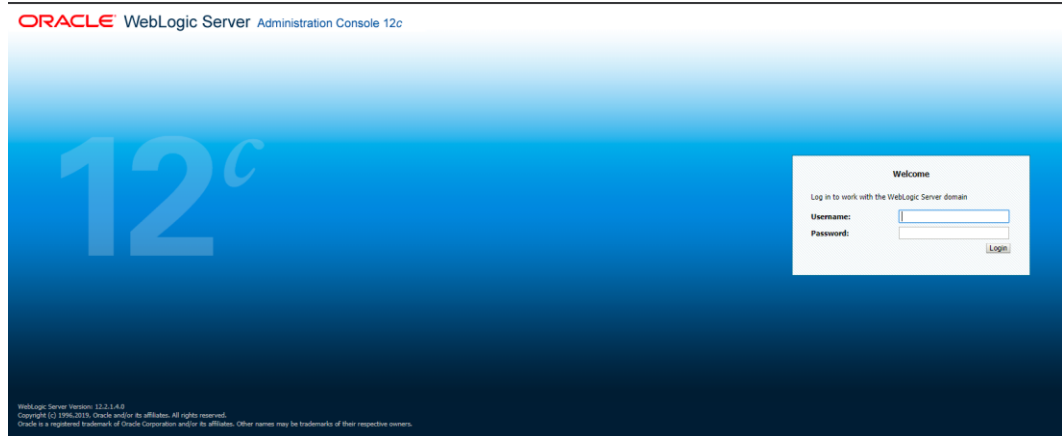 ORACLE WebLogic Server Administration Console 12c
12c
Welcome
Log in to work with the WebLogic Server domain
Username:
Password:
Login
WebLogic Server Version: 12.2.1.4.0
Copyright (c) 1996,2019, Oracle and/or its affiliates. All rights reserved.
Oracle is a registered trademark of Oracle Corporation and/or its affiliates. Other names may be trademarks of their respective owners.